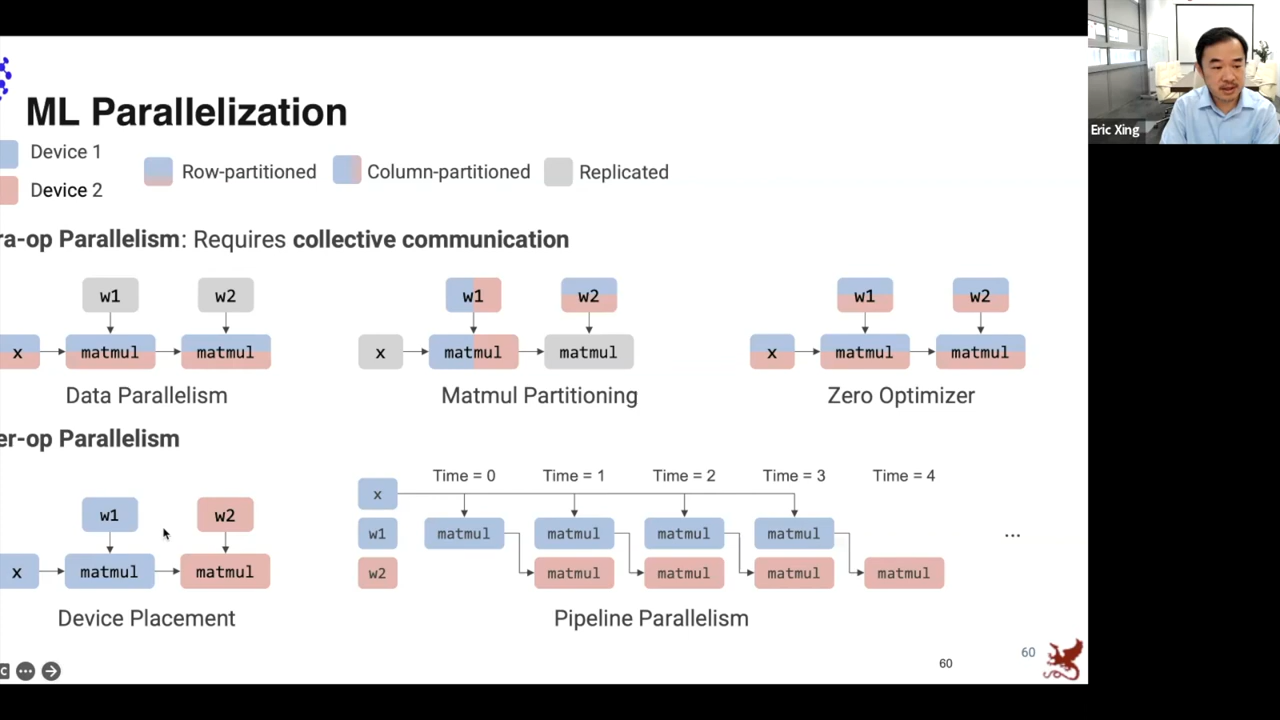 ML Parallelization
Device 1
Device 2
Row-partitioned
Column-partitioned
Replicated
ra-op Parallelism: Requires collective communication
w1
w2
x
matmul
matmul
Data Parallelism
w1
w2
x
matmul
matmul
Matmul Partitioning
w1
w2
x
matmul
matmul
Zero Optimizer
er-op Parallelism
w1
w2
x
matmul
matmul
Device Placement
Time = 0
Time = 1
Time = 2
Time = 3
Time = 4
x
w1
matmul
matmul
matmul
matmul
...
w2
matmul
matmul
matmul
matmul
Pipeline Parallelism
60
60
Eric Xing